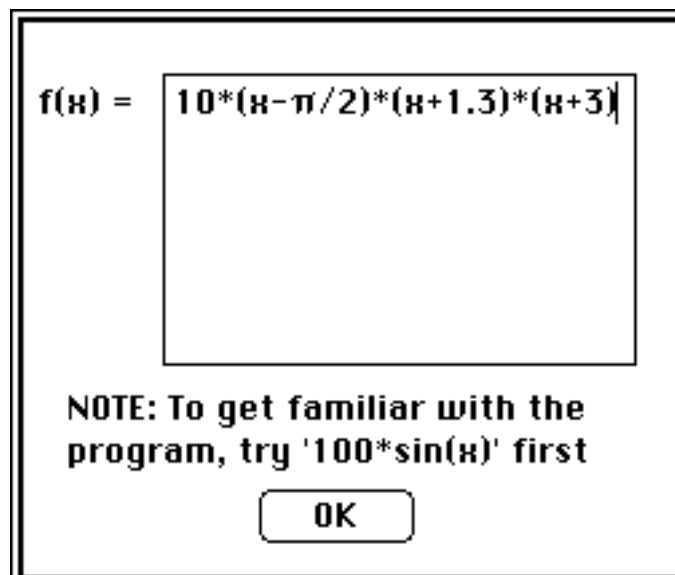 f(x) = 10*(x-π/2)*(x+1.3)*(x+3)
NOTE: To get familiar with the
program, try '100*sin(x)' first
OK